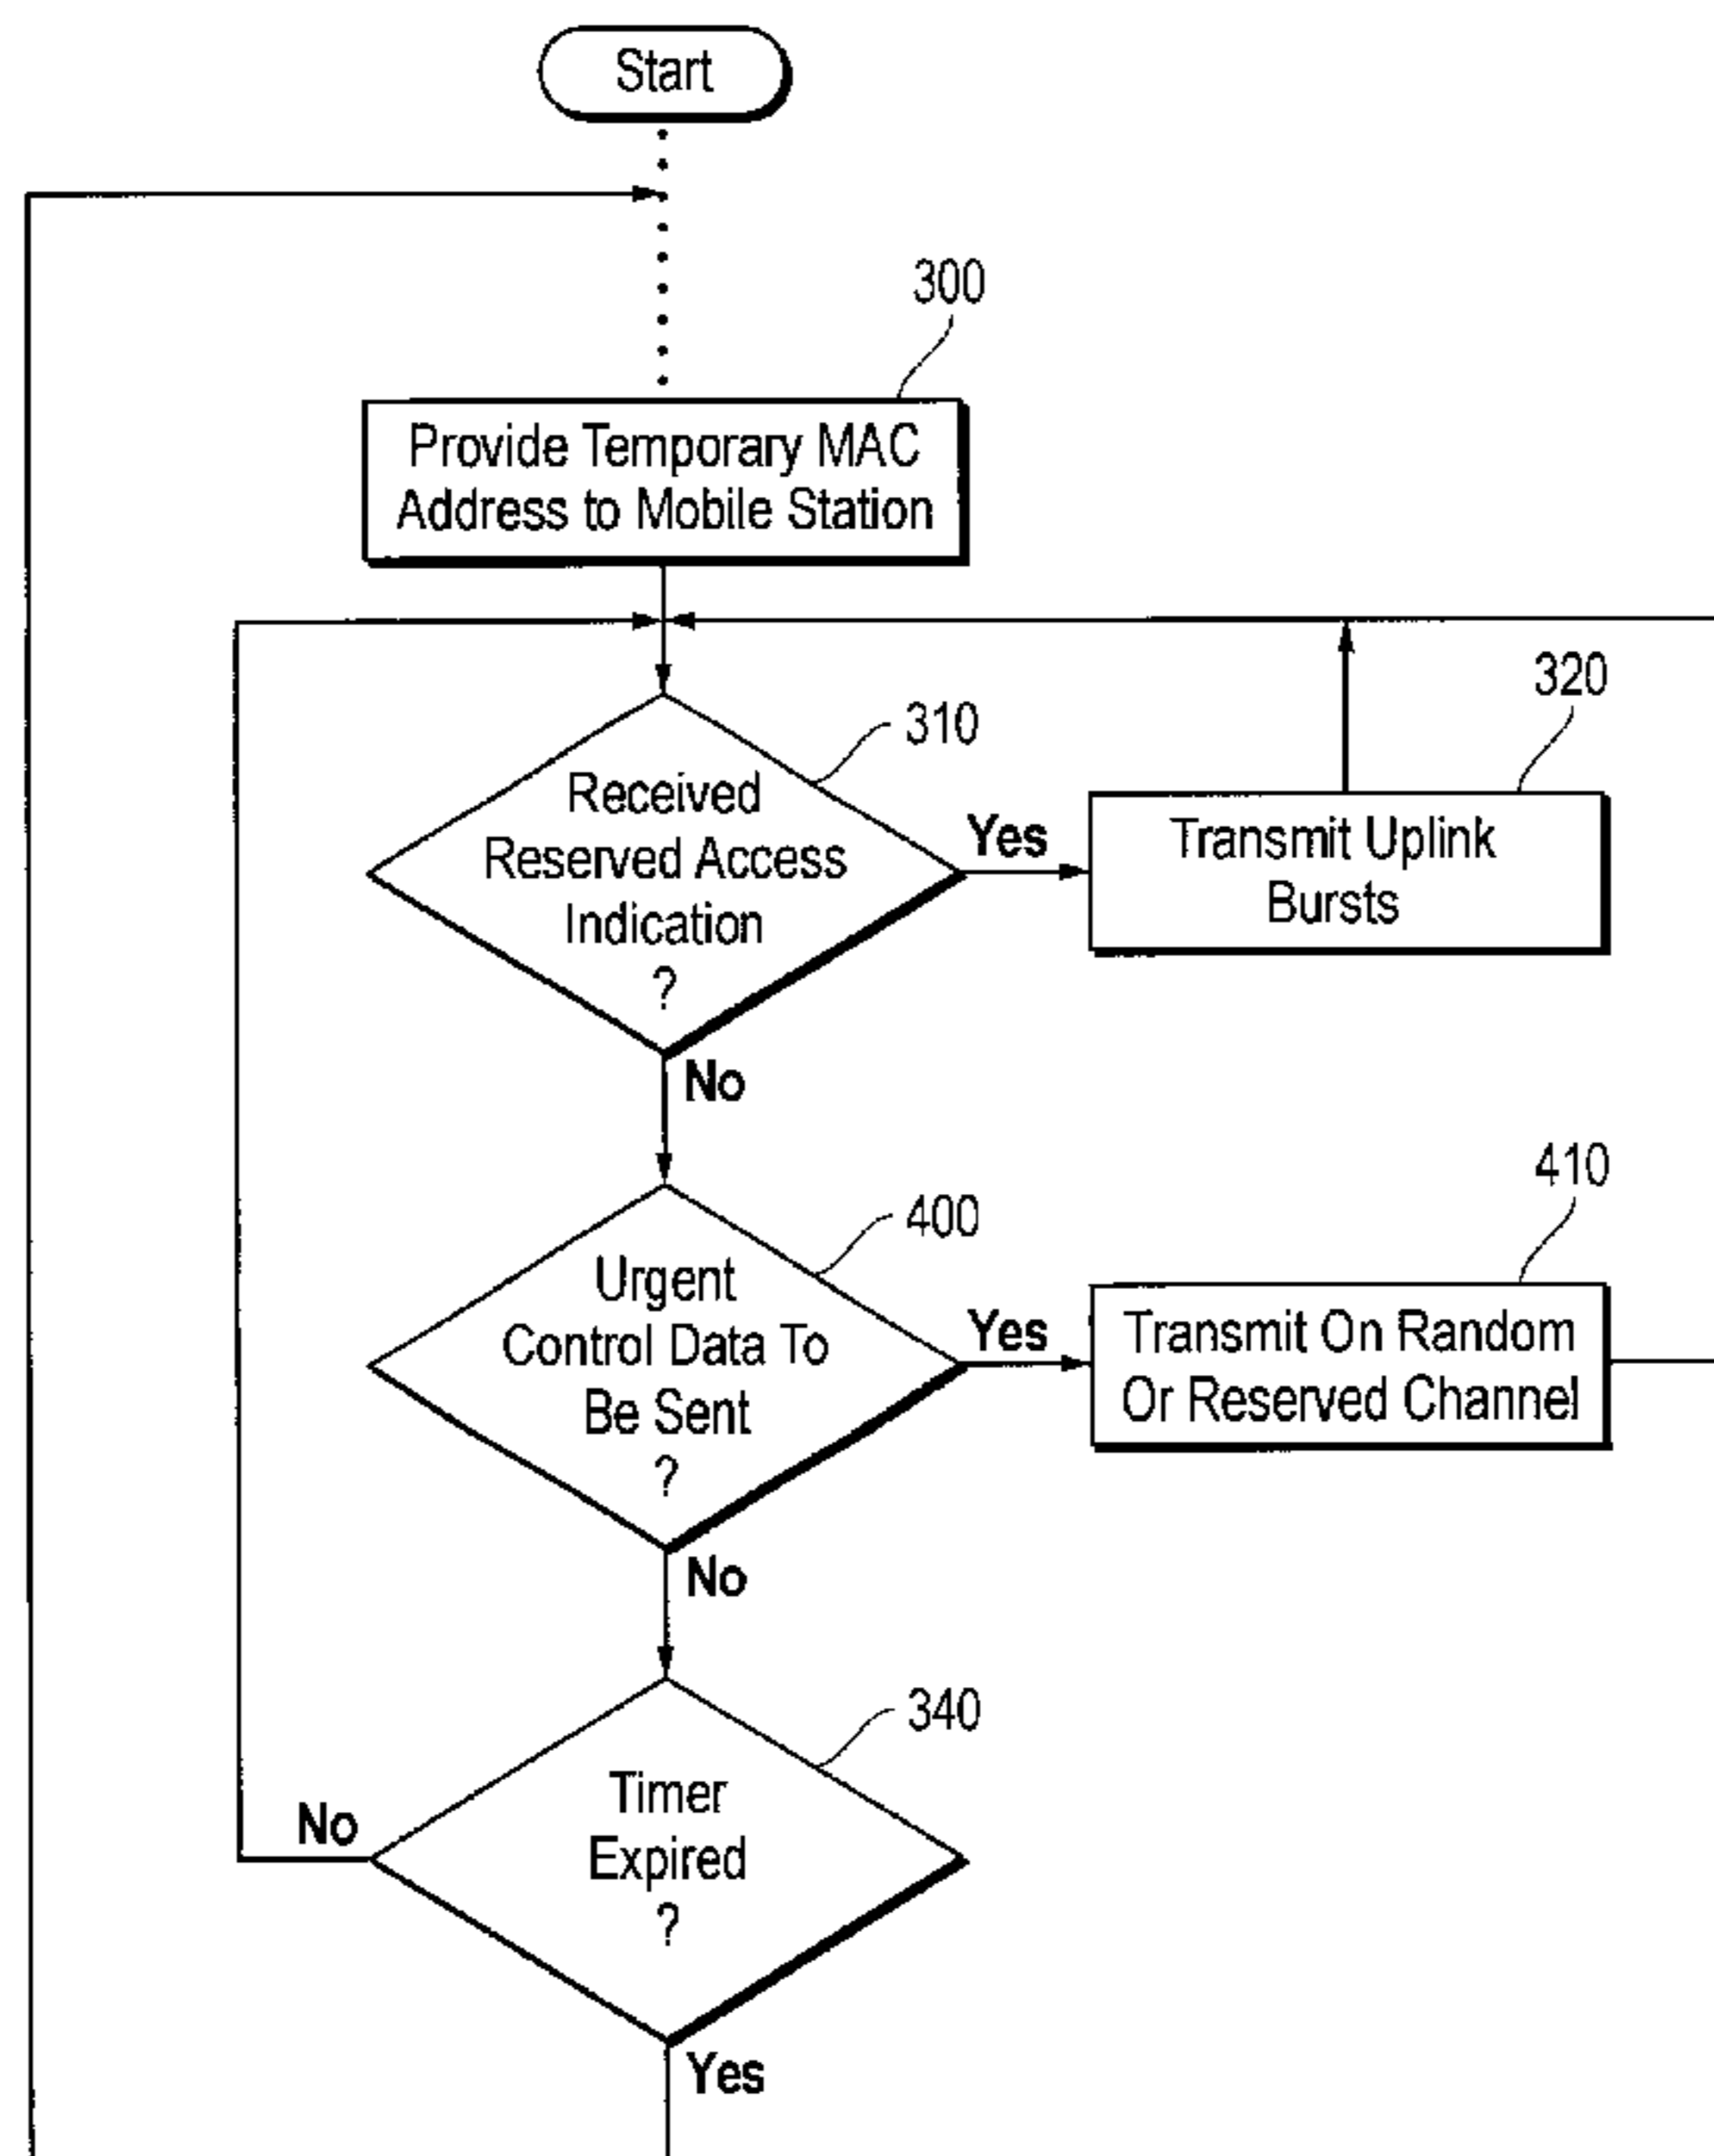 Start
300
Provide Temporary MAC
Address to Mobile Station
310
Received
Reserved Access
Indication
?
Yes
320
Transmit Uplink
Bursts
No
400
Urgent
Control Data To
Be Sent
?
Yes
410
Transmit On Random
Or Reserved Channel
No
340
Timer
Expired
?
No
Yes